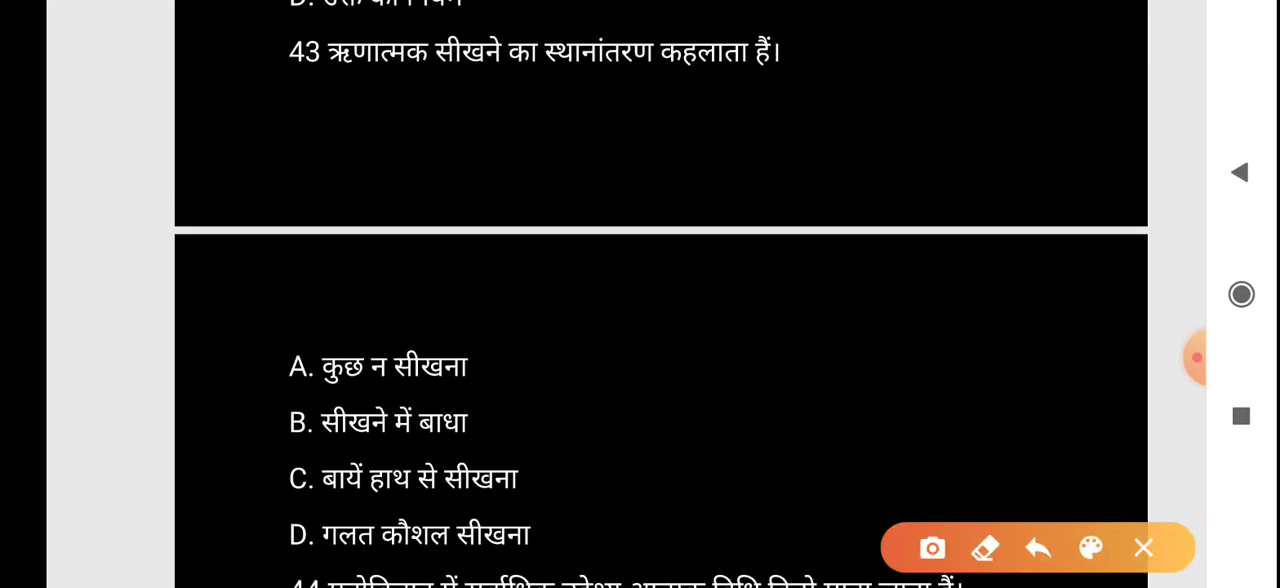 43 ऋणात्मक सीखने का स्थानांतरण कहलाता हैं।
A. कुछ न सीखना
B. सीखने में बाधा
C. बायें हाथ से सीखना
D. गलत कौशल सीखना